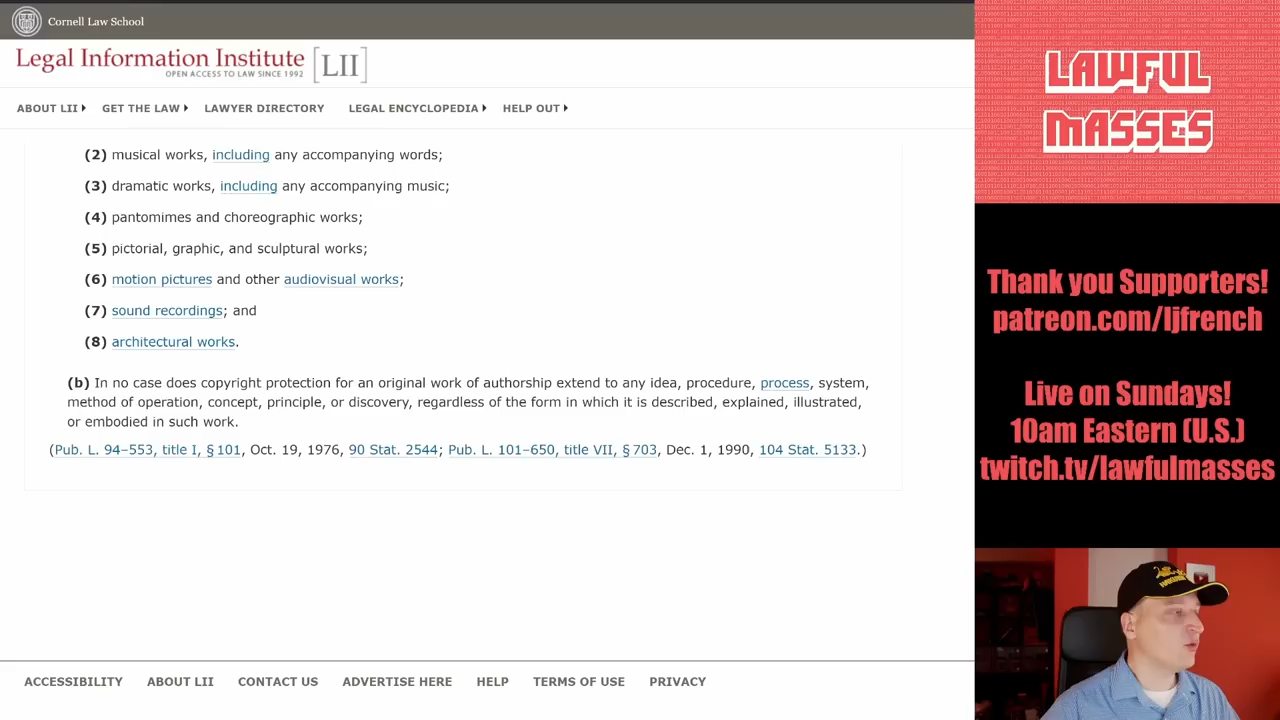 Cornell Law School
Legal Information Institute [LII]
OPEN ACCESS TO LAW SINCE 1992
ABOUT LII GET THE LAW LAWYER DIRECTORY LEGAL ENCYCLOPEDIA HELP OUT
(2) musical works, including any accompanying words;
(3) dramatic works, including any accompanying music;
(4) pantomimes and choreographic works;
(5) pictorial, graphic, and sculptural works;
(6) motion pictures and other audiovisual works;
(7) sound recordings; and
(8) architectural works.
(b) In no case does copyright protection for an original work of authorship extend to any idea, procedure, process, system,
method of operation, concept, principle, or discovery, regardless of the form in which it is described, explained, illustrated,
or embodied in such work.
(Pub. L. 94–553, title I, § 101, Oct. 19, 1976, 90 Stat. 2544; Pub. L. 101–650, title VII, § 703, Dec. 1, 1990, 104 Stat. 5133.)
ACCESSIBILITY ABOUT LII CONTACT US ADVERTISE HERE HELP TERMS OF USE PRIVACY
LAWFUL
MASSES
Thank you Supporters!
patreon.com/ljfrench
Live on Sundays!
10am Eastern (U.S.)
twitch.tv/lawfulmasses